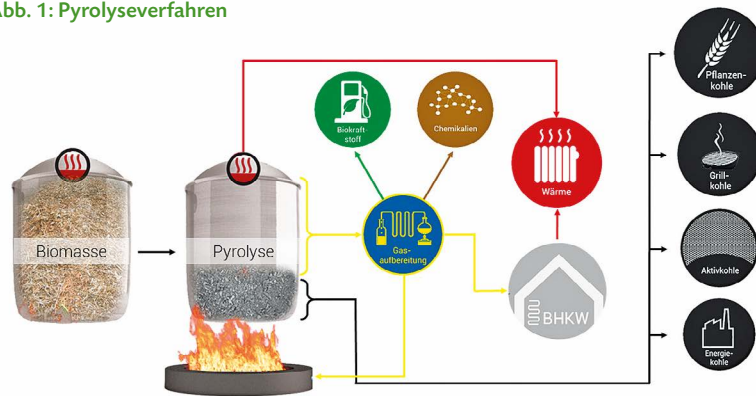 Abb. 1: Pyrolyseverfahren
Biomasse
Pyrolyse
Biokraft-
stoff
Chemikalien
Gas-
aufbereitung
Wärme
BHKW
Pflanzen-
kohle
Grill-
kohle
Aktivkohle
Energie-
kohle